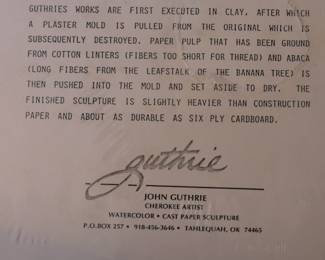 GUTHRIES WORKS ARE FIRST EXECUTED IN CLAY, AFTER WHICH
A PLASTER MOLD IS PULLED FROM THE ORIGINAL WHICH IS
SUBSEQUENTLY DESTROYED. PAPER PULP THAT HAS BEEN GROUND
FROM COTTON LINTERS (FIBERS TOO SHORT FOR THREAD) AND ABACA
(LONG FIBERS FROM THE LEAFSTALK OF THE BANANA TREE) IS
THEN PUSHED INTO THE MOLD AND SET ASIDE TO DRY. THE
FINISHED SCULPTURE IS SLIGHTLY HEAVIER THAN CONSTRUCTION
PAPER AND ABOUT AS DURABLE AS SIX PLY CARDBOARD.
guthrie
JOHN GUTHRIE
CHEROKEE ARTIST
WATERCOLOR • CAST PAPER SCULPTURE
P.O.BOX 257 • 918-456-3646 • TAHLEQUAH, OK 74465